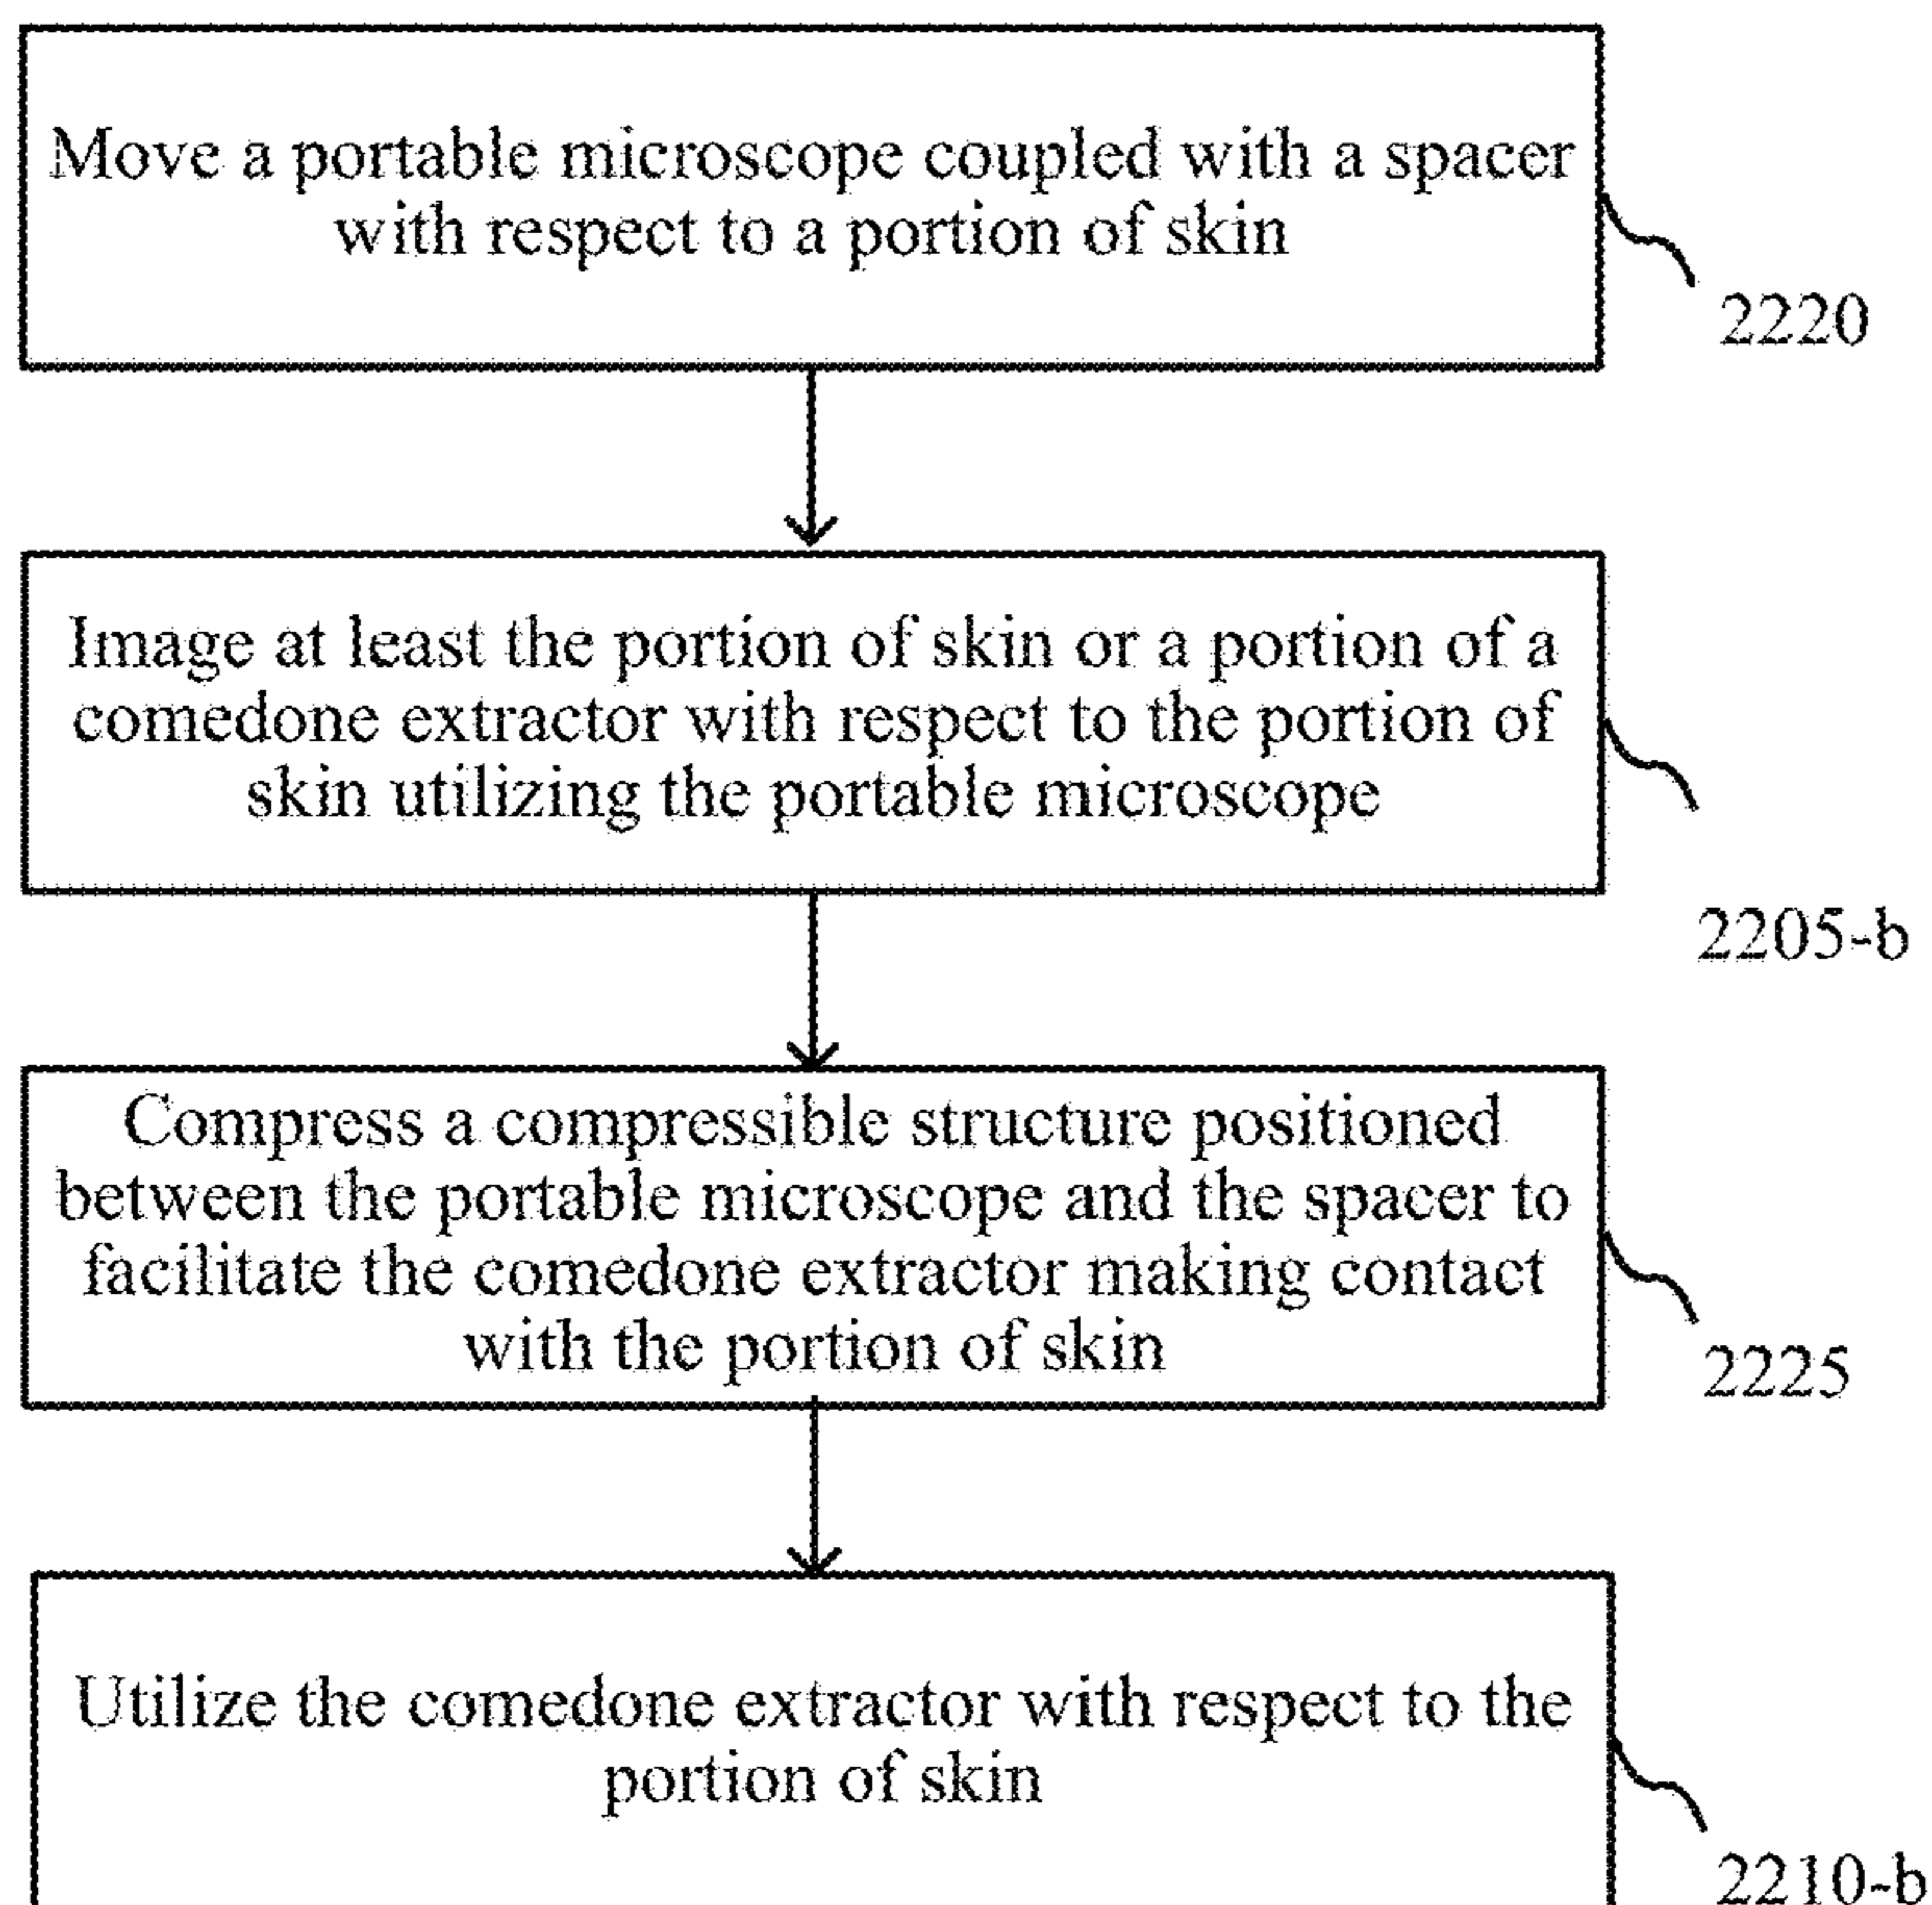 Move a portable microscope coupled with a spacer
with respect to a portion of skin
2220
Image at least the portion of skin or a portion of a
comedone extractor with respect to the portion of
skin utilizing the portable microscope
2205-b
Compress a compressible structure positioned
between the portable microscope and the spacer to
facilitate the comedone extractor making contact
with the portion of skin
2225
Utilize the comedone extractor with respect to the
portion of skin
2210-b